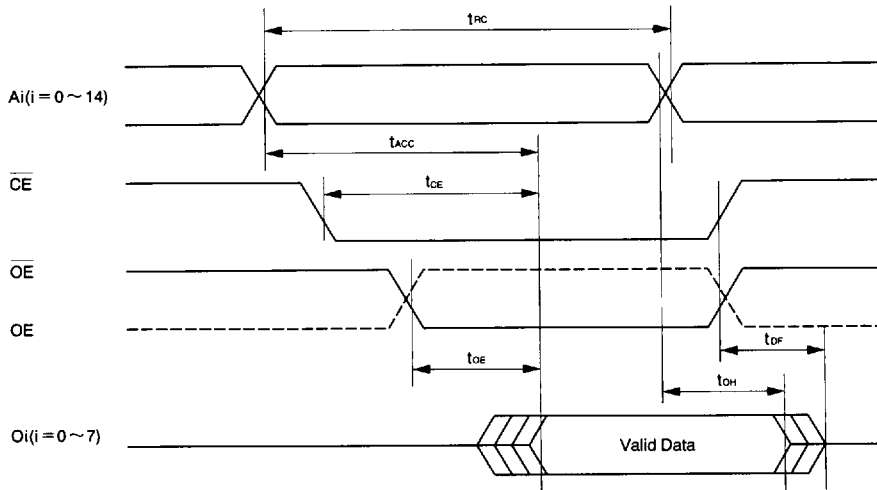 tRC
Ai(i = 0 ~ 14)
tACC
CE
tCE
OE
OE
tOE
tDF
tOH
Oi(i = 0 ~ 7)
Valid Data